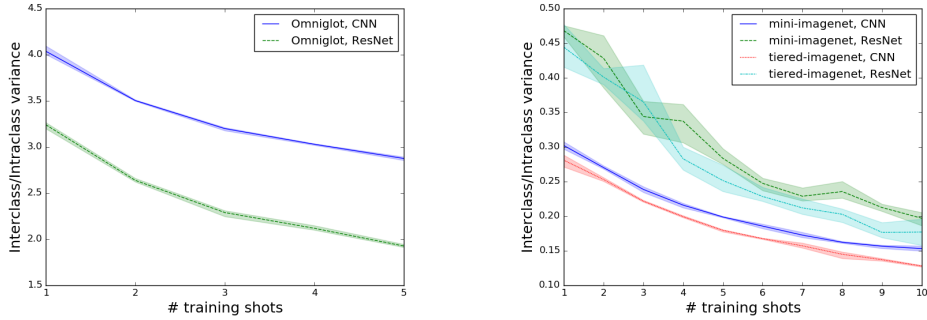 4.5
4.0
3.5
3.0
2.5
2.0
1.5
Interclass/Intraclass variance
Omniglot, CNN
Omniglot, ResNet
1 2 3 4 5
# training shots
0.50
0.45
0.40
0.35
0.30
0.25
0.20
0.15
0.10
Interclass/Intraclass variance
mini-imagenet, CNN
mini-imagenet, ResNet
tiered-imagenet, CNN
tiered-imagenet, ResNet
1 2 3 4 5 6 7 8 9 10
# training shots